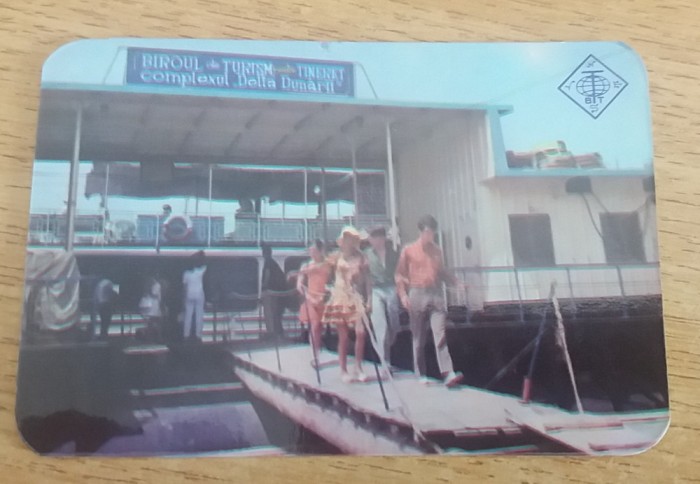 BIROUL de TURISM pentru TINERET
complexul "Delta Dunării"
BTT